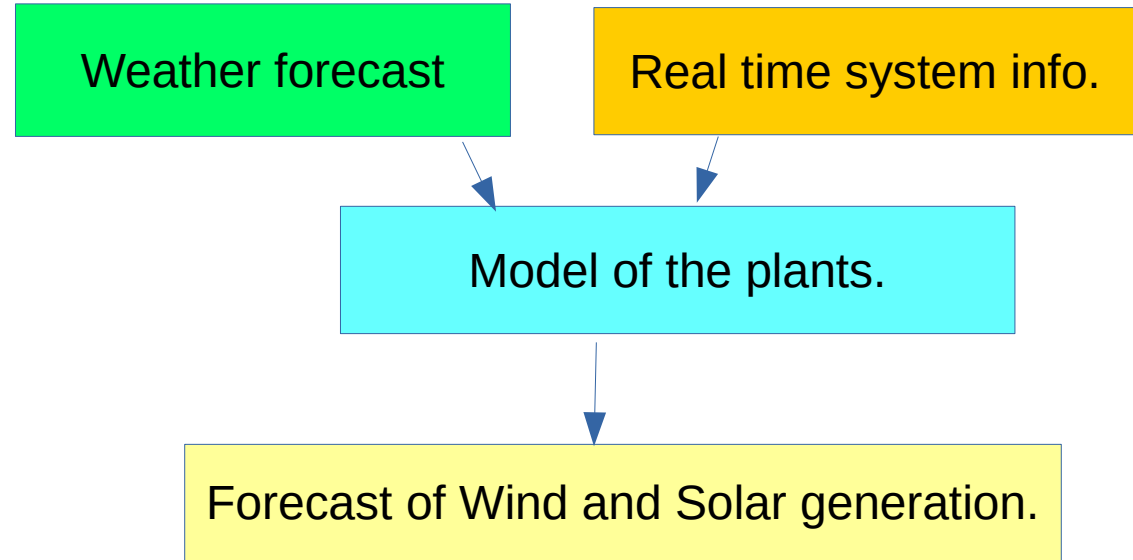 Weather forecast
Real time system info.
Model of the plants.
Forecast of Wind and Solar generation.